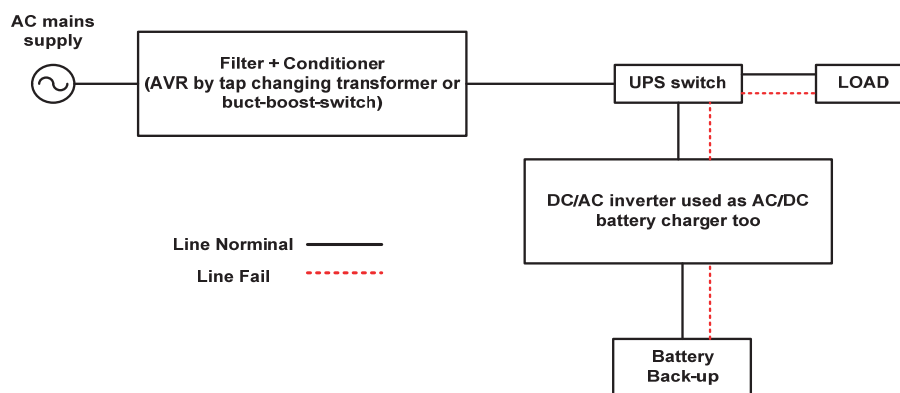 AC mains
supply
Filter + Conditioner
(AVR by tap changing transformer or
buct-boost-switch)
UPS switch
LOAD
DC/AC inverter used as AC/DC
battery charger too
Line Norminal
Line Fail
Battery
Back-up